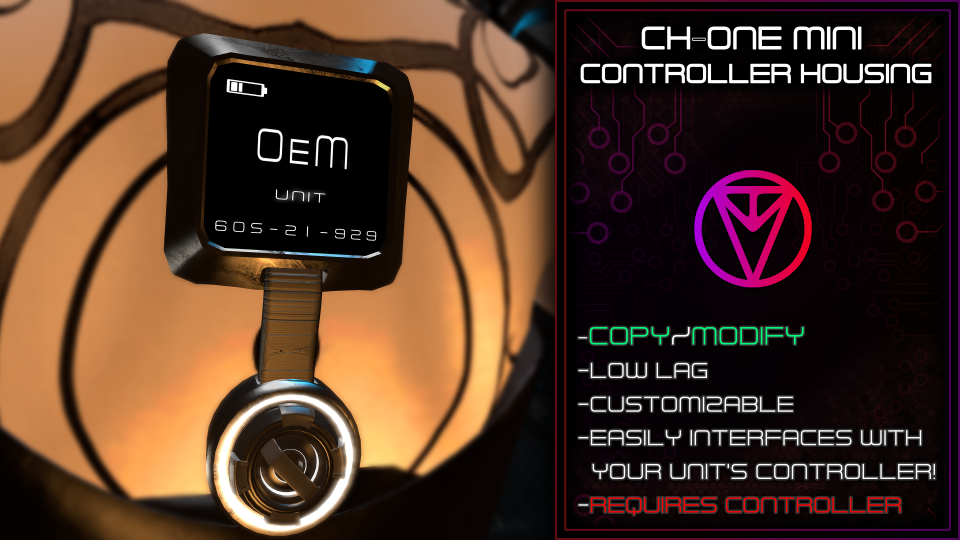 OEM
UNIT
605-21-929
CH-ONE MINI
CONTROLLER HOUSING
-COPY/MODIFY
-LOW LAG
-CUSTOMIZABLE
-EASILY INTERFACES WITH
YOUR UNIT'S CONTROLLER!
-REQUIRES CONTROLLER